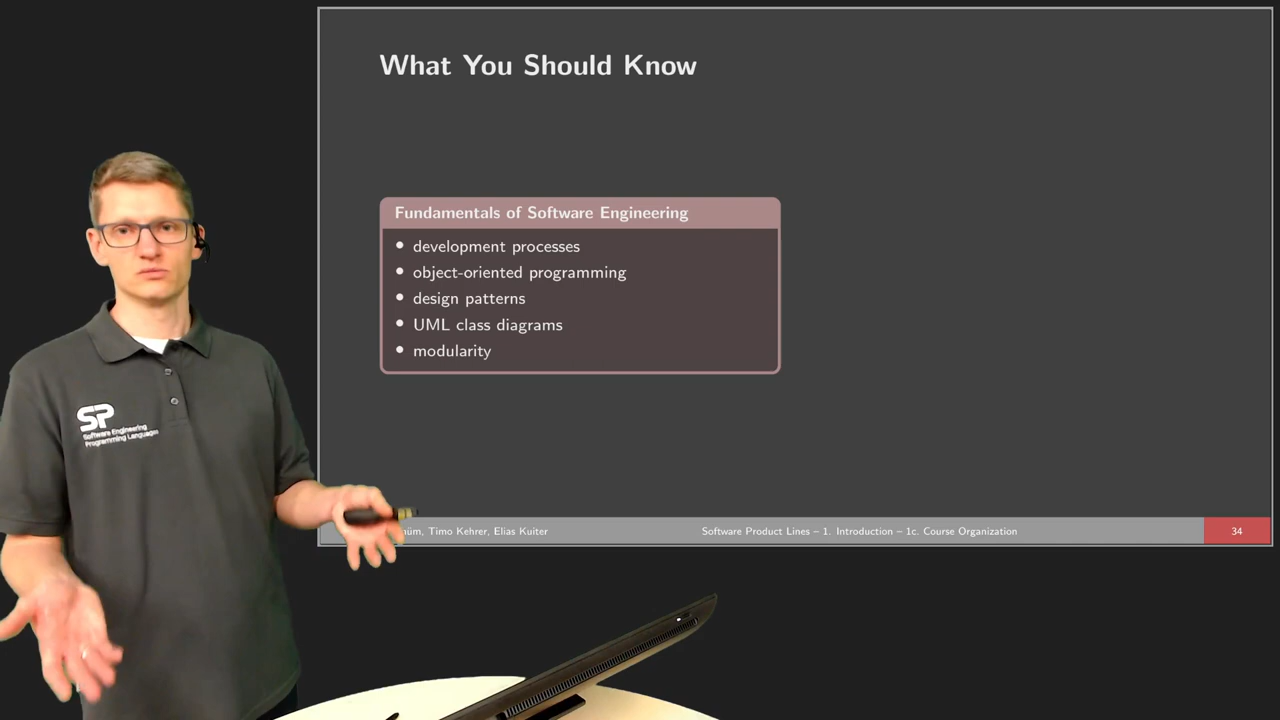 What You Should Know
Fundamentals of Software Engineering
• development processes
• object-oriented programming
• design patterns
• UML class diagrams
• modularity
SP
Software Engineering
Programming Languages
Timo Kehrer, Elias Kuiter
Software Product Lines – 1. Introduction – 1c. Course Organization
34